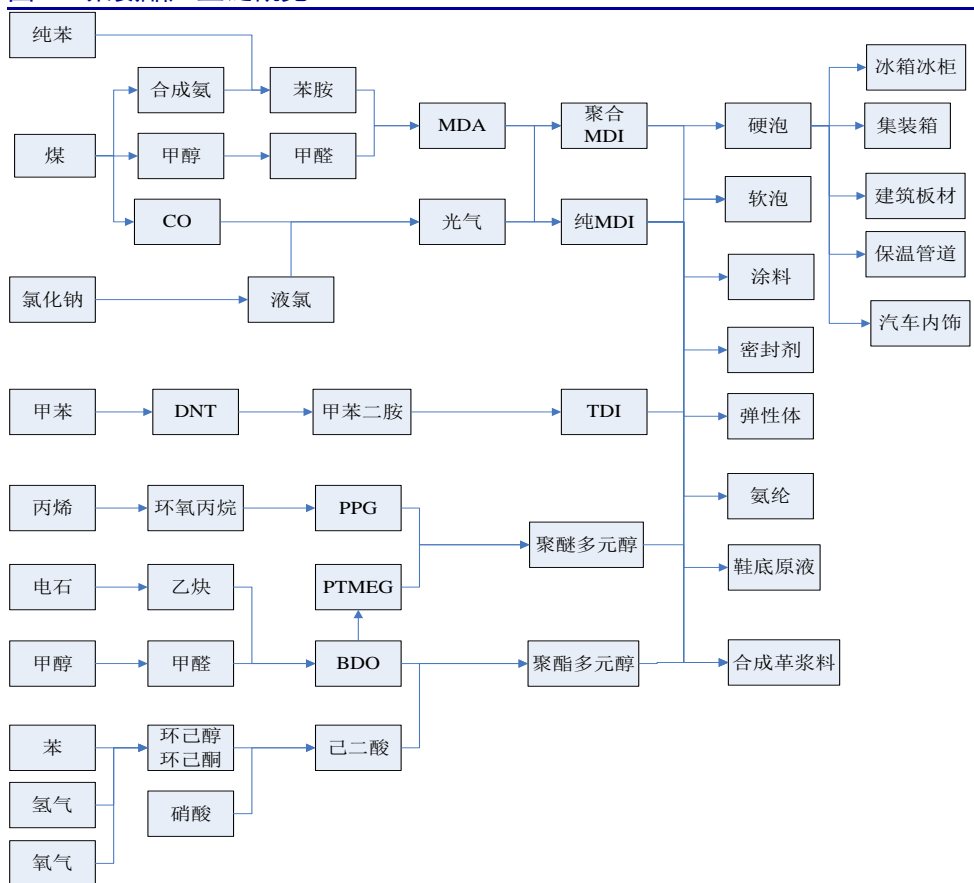 纯苯
冰箱冰柜
合成氨
苯胺
MDA
聚合
MDI
硬泡
集装箱
煤
甲醇
甲醛
软泡
建筑板材
CO
光气
纯MDI
保温管道
氯化钠
液氯
涂料
汽车内饰
密封剂
甲苯
DNT
甲苯二胺
TDI
弹性体
丙烯
环氧丙烷
PPG
氨纶
聚醚多元醇
电石
乙炔
PTMEG
鞋底原液
甲醇
甲醛
BDO
聚酯多元醇
合成革浆料
苯
环己醇
环己酮
己二酸
氢气
硝酸
氧气